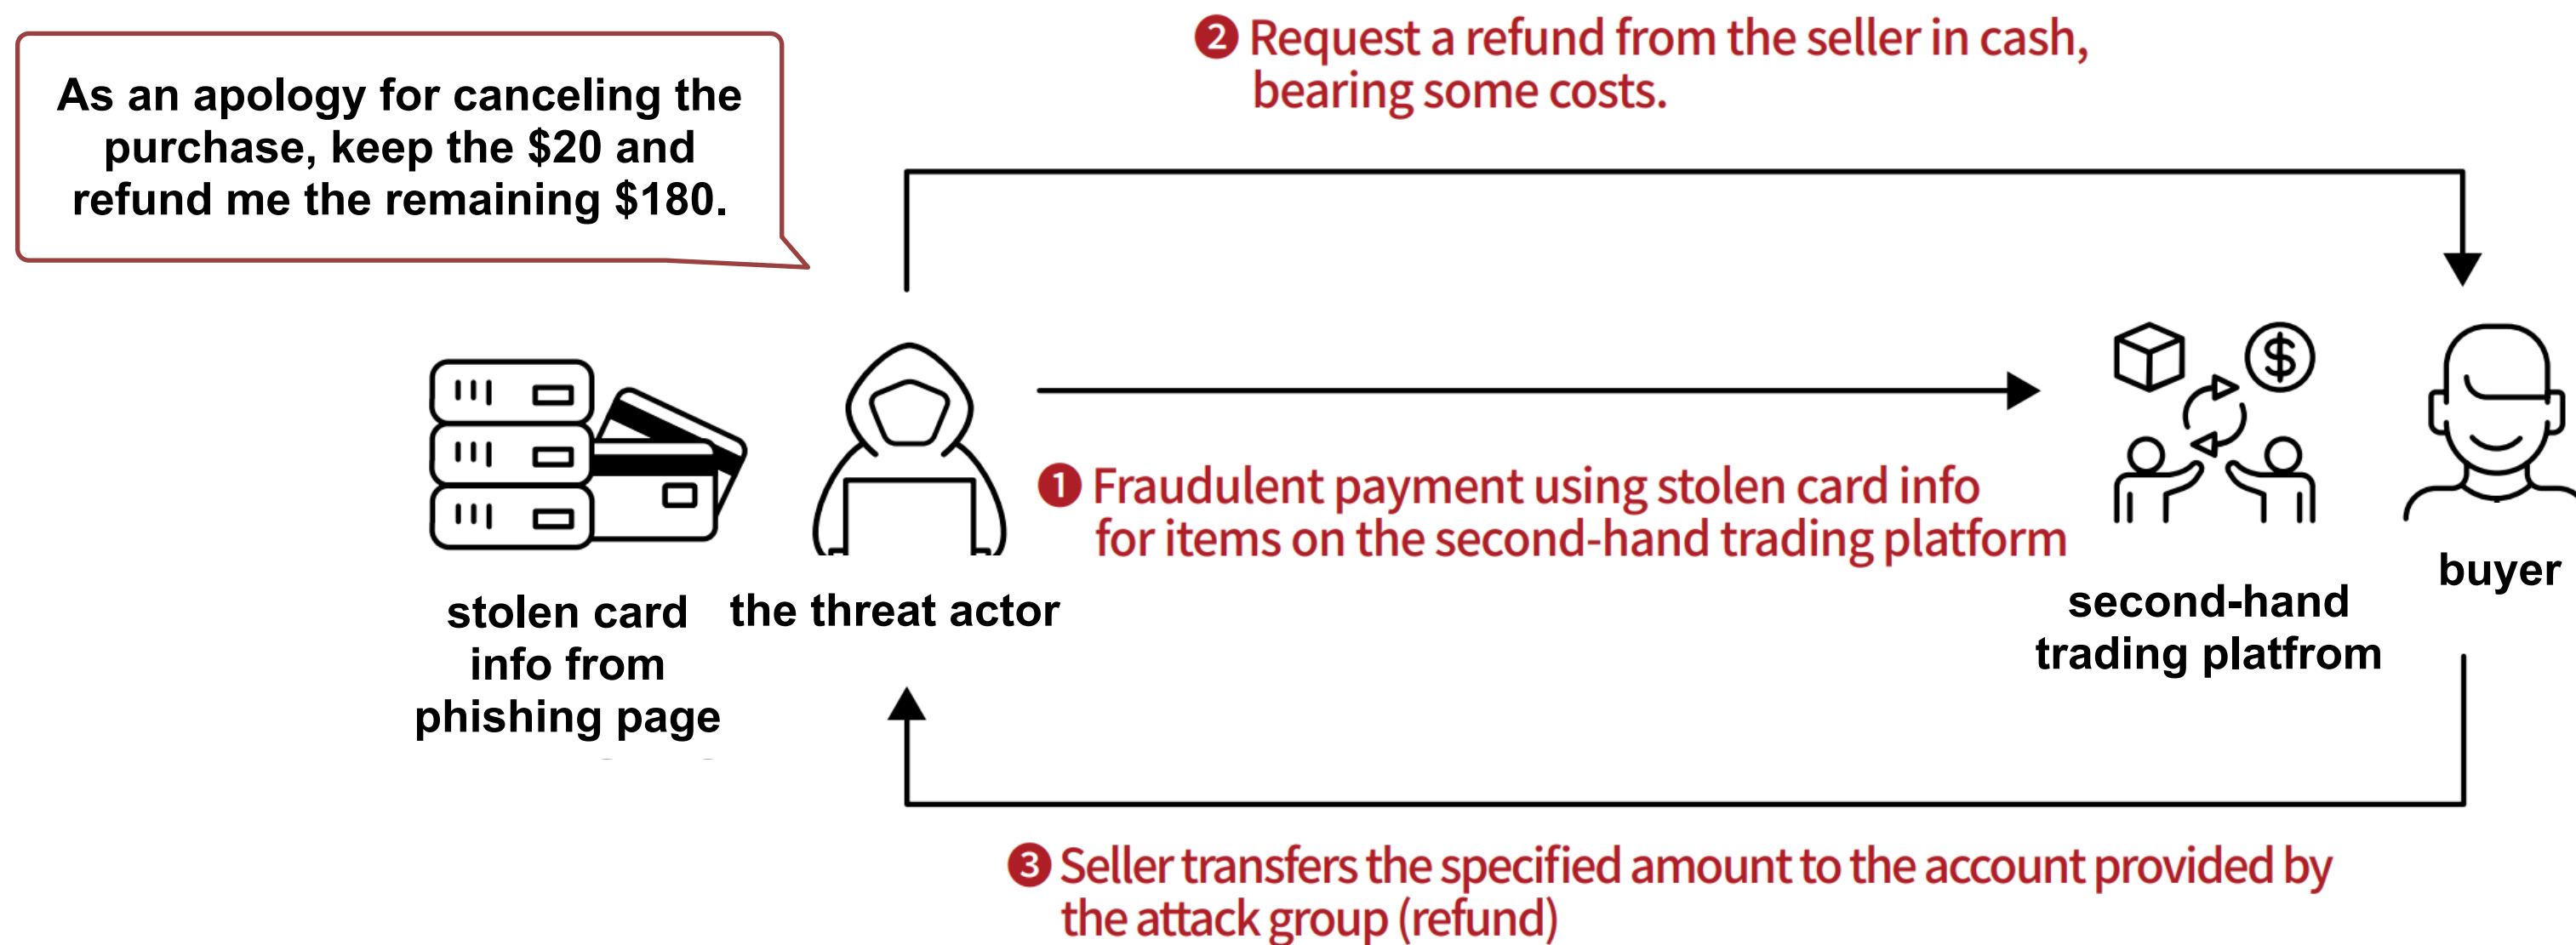 As an apology for canceling the
purchase, keep the $20 and
refund me the remaining $180.
❷ Request a refund from the seller in cash,
bearing some costs.
❶ Fraudulent payment using stolen card info
for items on the second-hand trading platform
stolen card
info from
phishing page
the threat actor
second-hand
trading platfrom
buyer
❸ Seller transfers the specified amount to the account provided by
the attack group (refund)